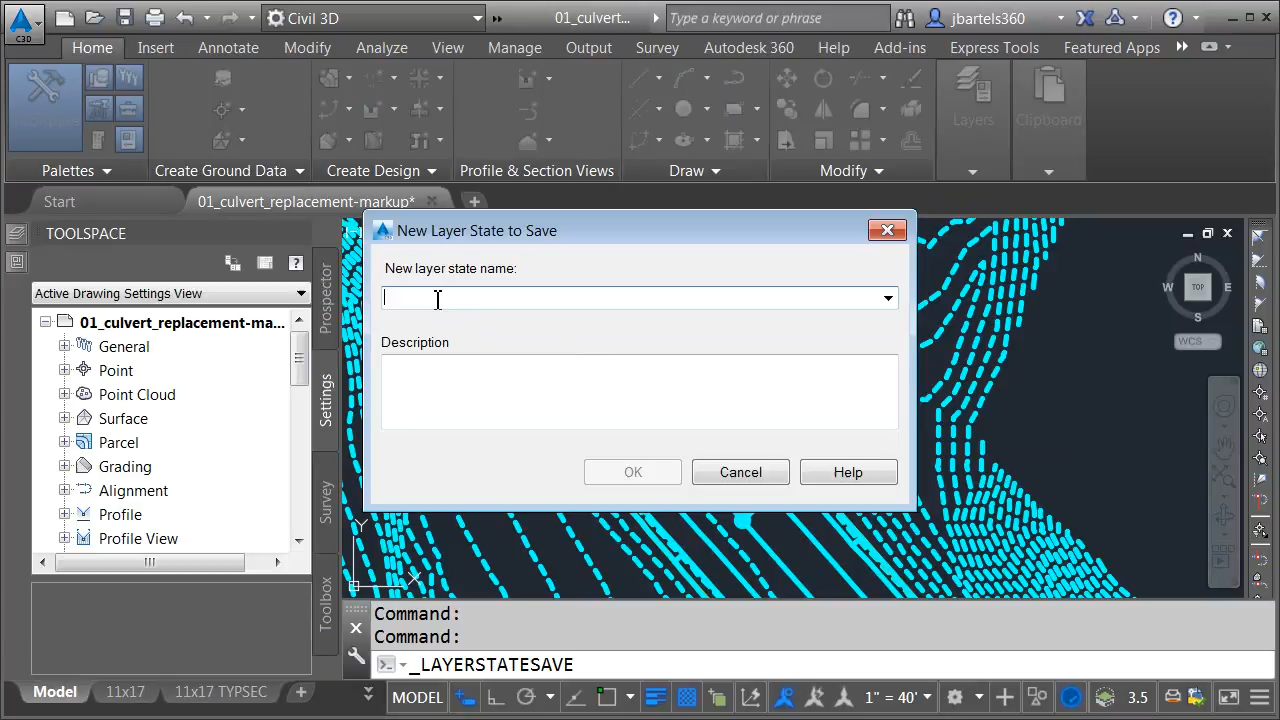 C3D
Civil 3D
01_culvert...
Type a keyword or phrase
jbartels360
Home Insert Annotate Modify Analyze View Manage Output Survey Autodesk 360 Help Add-ins Express Tools Featured Apps
Layers
Clipboard
Palettes Create Ground Data Create Design Profile & Section Views Draw Modify
Start
01_culvert_replacement-markup*
TOOLSPACE
Active Drawing Settings View
01_culvert_replacement-ma...
General
Point
Point Cloud
Surface
Parcel
Grading
Alignment
Profile
Profile View
Prospector
Settings
Survey
Toolbox
New Layer State to Save
New layer state name:
Description
OK Cancel Help
N
W TOP E
S
WCS
Y
X
Command:
Command:
_LAYERSTATESAVE
Model 11x17 11x17 TYPSEC
MODEL
1" = 40'
3.5